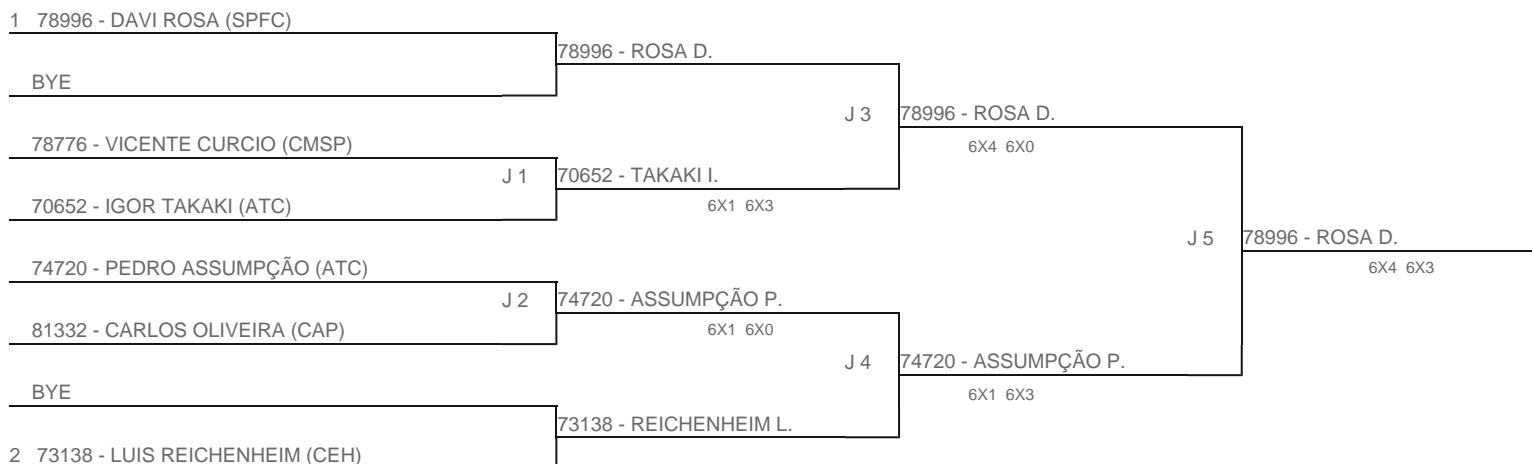 1 78996 - DAVI ROSA (SPFC)
78996 - ROSA D.
BYE
J 3 78996 - ROSA D.
78776 - VICENTE CURCIO (CMSP)
6X4 6X0
J 1 70652 - TAKAKI I.
70652 - IGOR TAKAKI (ATC)
6X1 6X3
J 5 78996 - ROSA D.
74720 - PEDRO ASSUMPÇÃO (ATC)
6X4 6X3
J 2 74720 - ASSUMPÇÃO P.
81332 - CARLOS OLIVEIRA (CAP)
6X1 6X0
J 4 74720 - ASSUMPÇÃO P.
BYE
6X1 6X3
73138 - REICHENHEIM L.
2 73138 - LUIS REICHENHEIM (CEH)